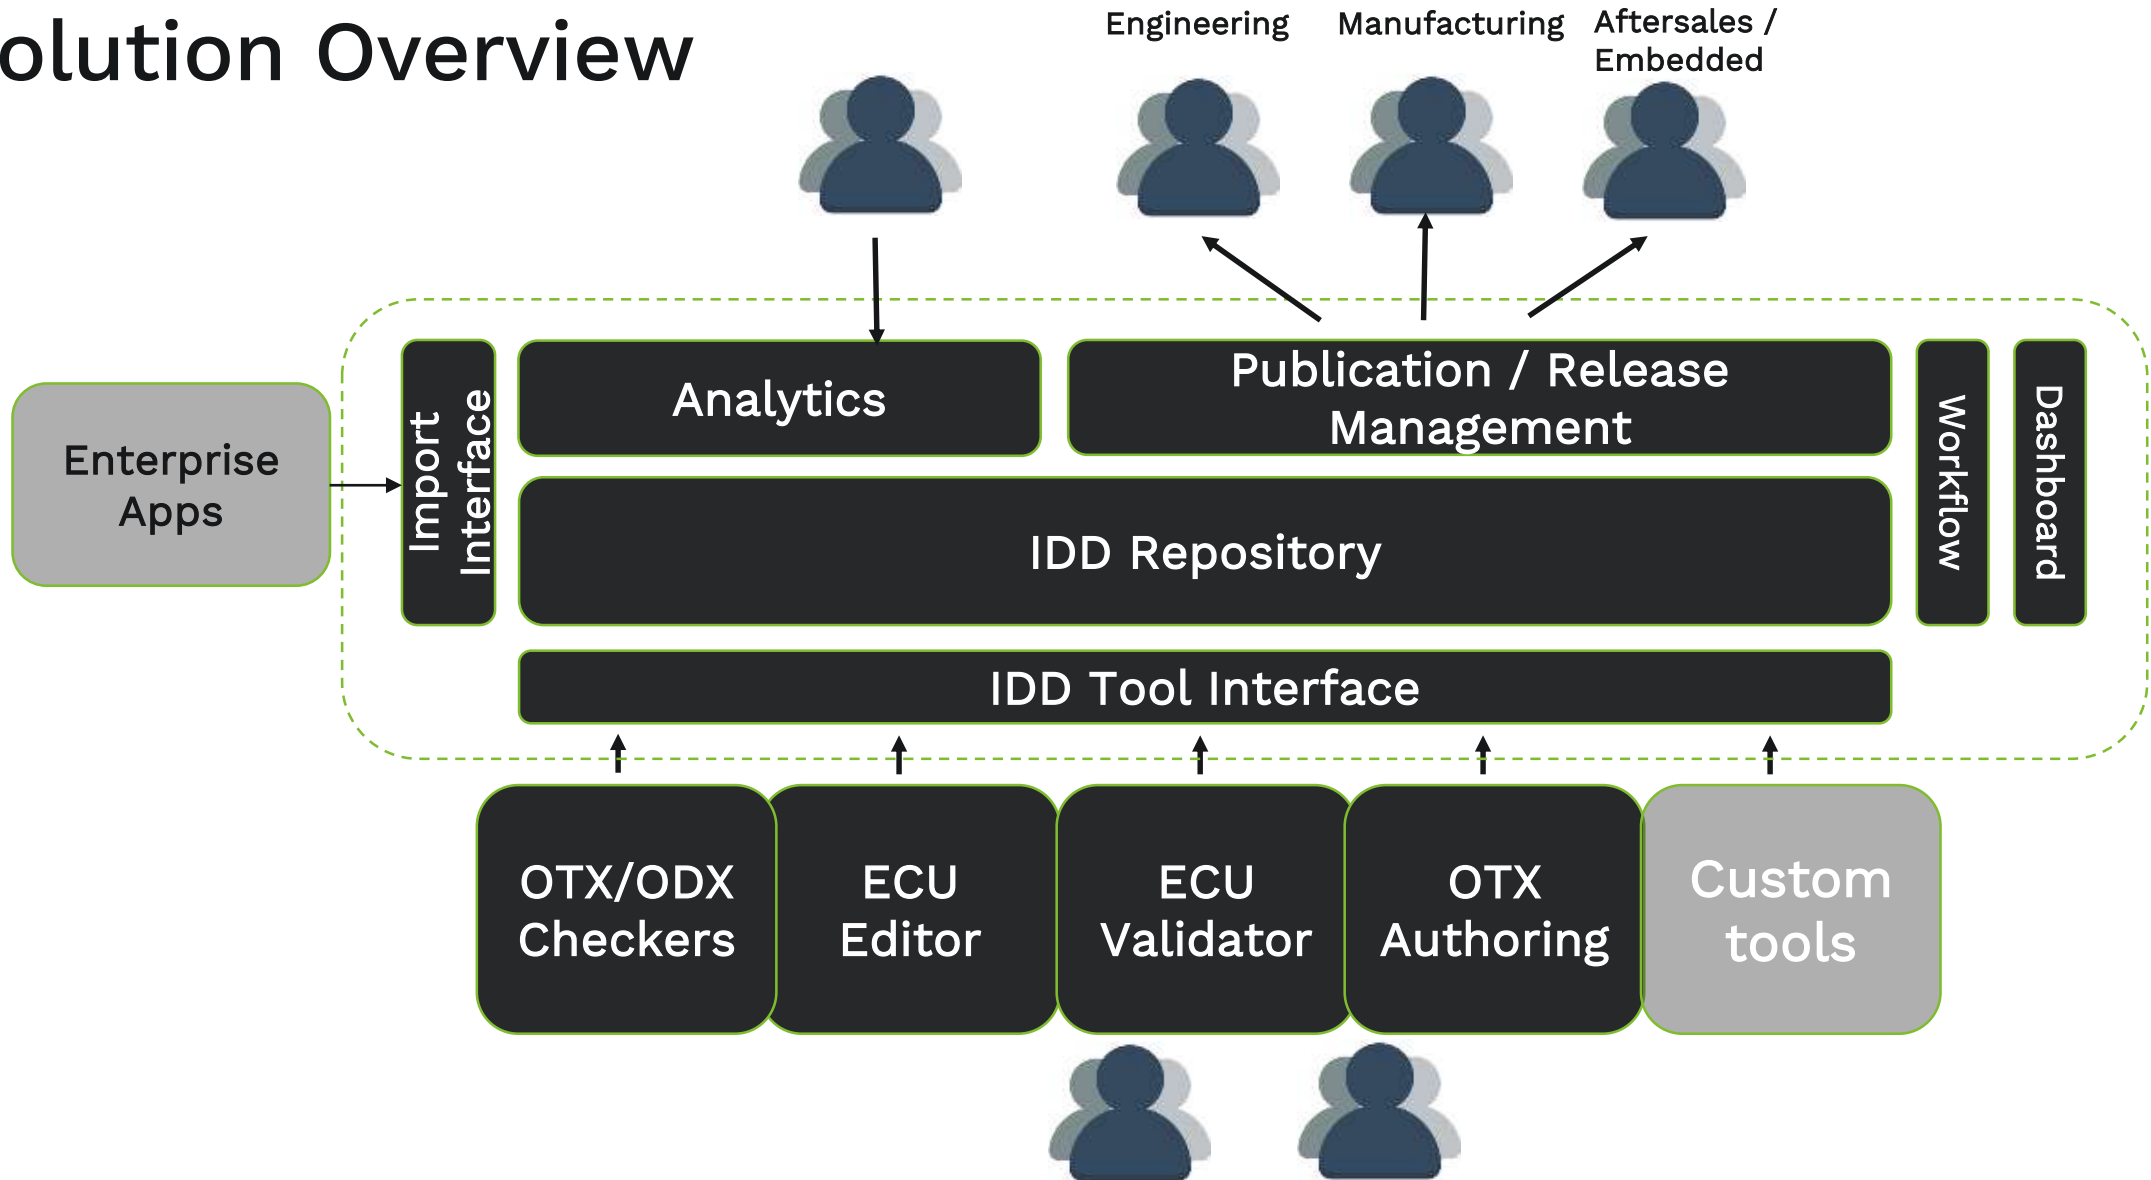 olution Overview
Engineering
Manufacturing
Aftersales /
Embedded
Enterprise
Apps
Import
Interface
Analytics
Publication / Release
Management
Workflow
Dashboard
IDD Repository
IDD Tool Interface
OTX/ODX
Checkers
ECU
Editor
ECU
Validator
OTX
Authoring
Custom
tools